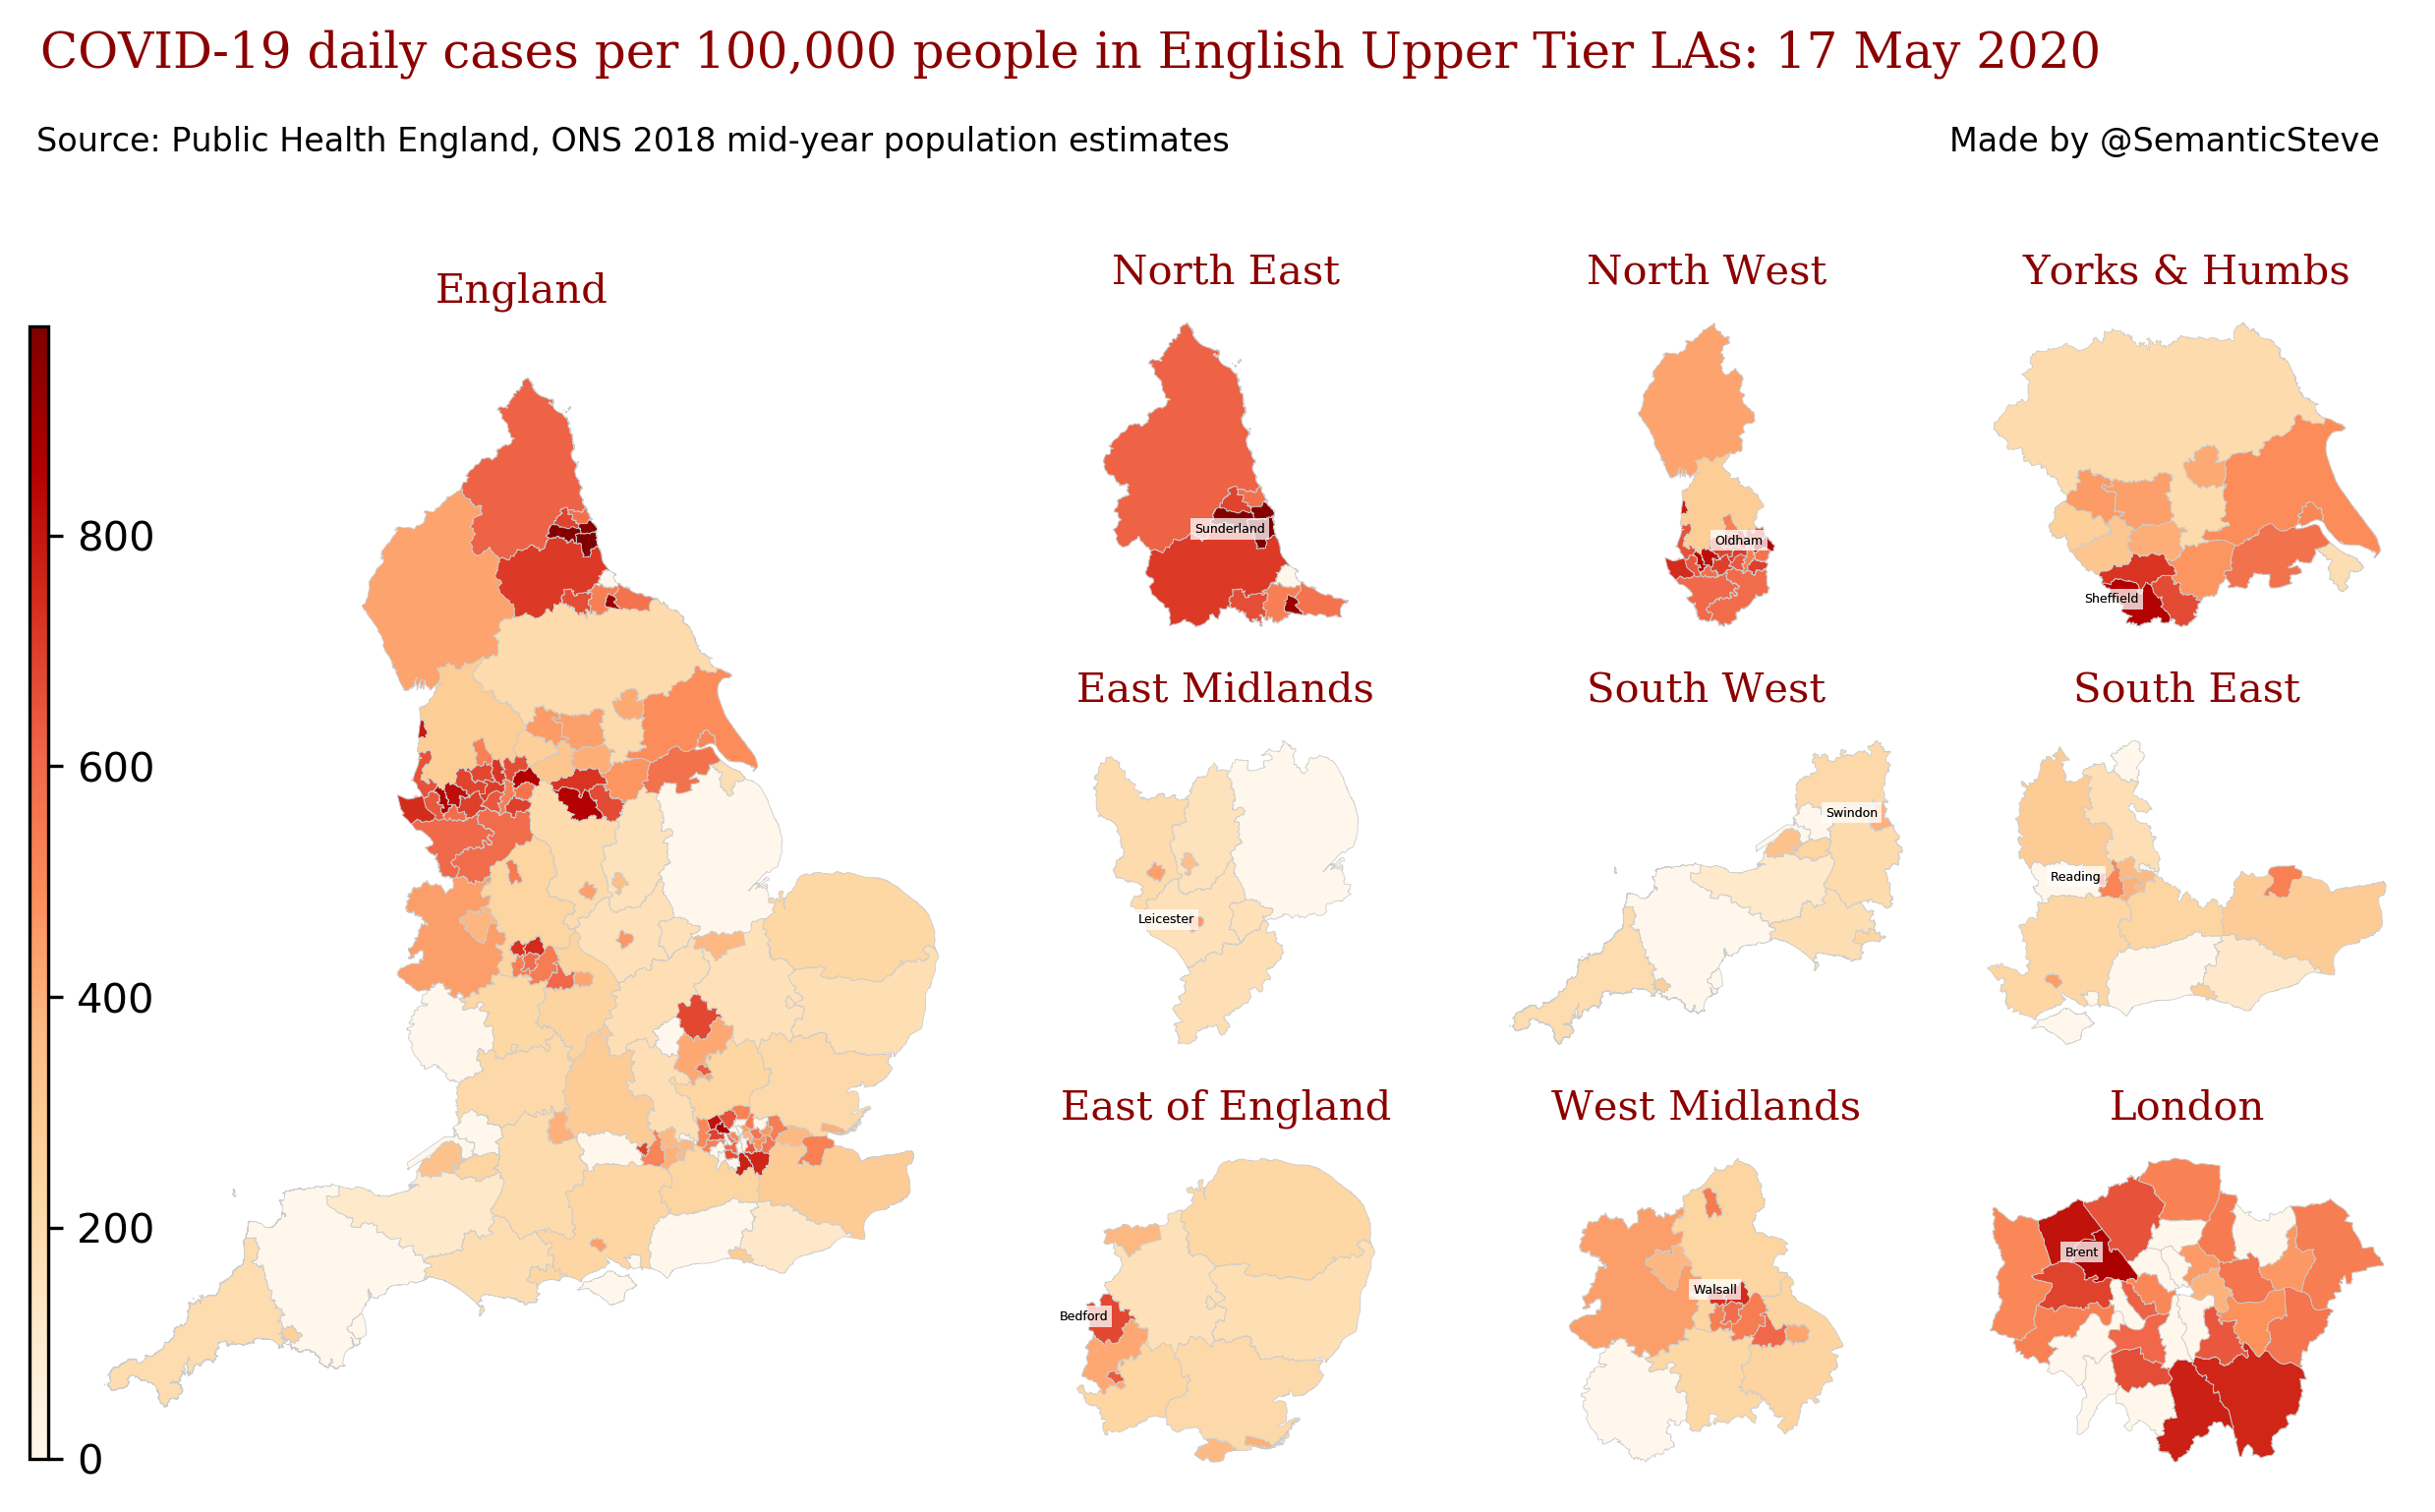 COVID-19 daily cases per 100,000 people in English Upper Tier LAs: 17 May 2020
Source: Public Health England, ONS 2018 mid-year population estimates
Made by @SemanticSteve
England
800
600
400
200
0
North East
Sunderland
North West
Oldham
Yorks & Humbs
Sheffield
East Midlands
Leicester
South West
Swindon
South East
Reading
East of England
Bedford
West Midlands
Walsall
London
Brent